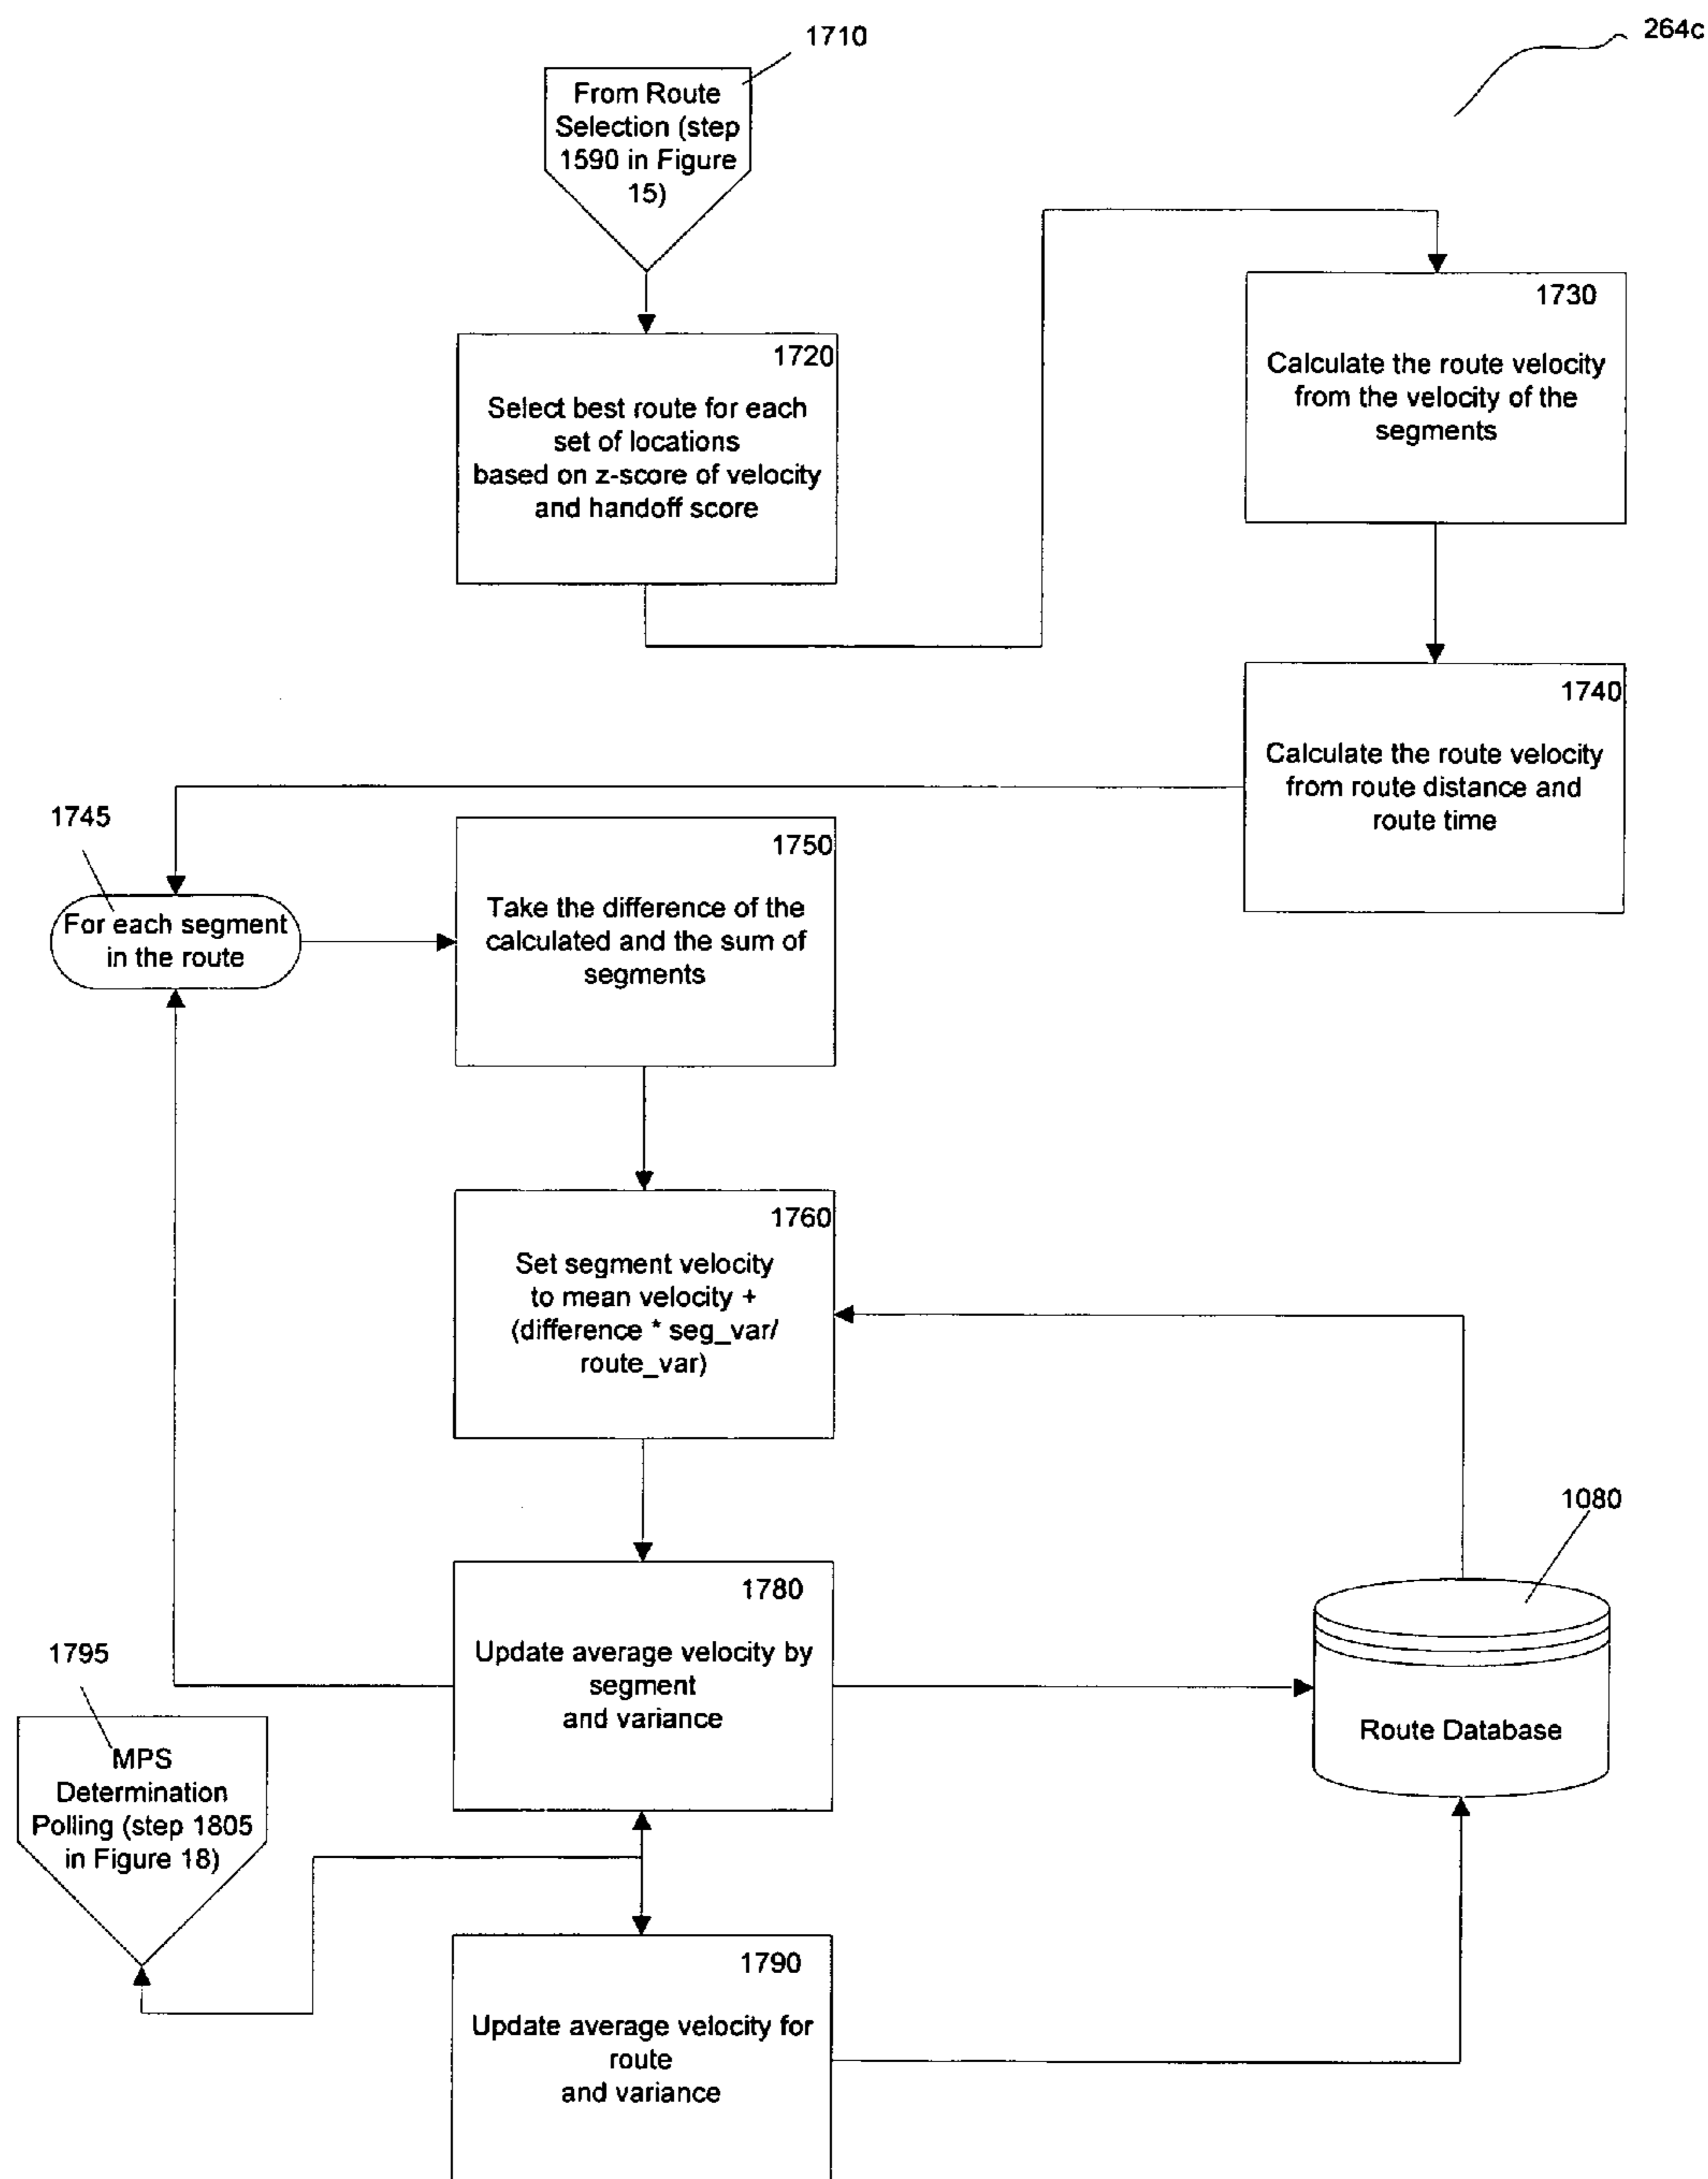 264c
1710
From Route
Selection (step
1590 in Figure
15)
1720
Select best route for each
set of locations
based on z-score of velocity
and handoff score
1730
Calculate the route velocity
from the velocity of the
segments
1740
Calculate the route velocity
from route distance and
route time
1745
For each segment
in the route
1750
Take the difference of the
calculated and the sum of
segments
1760
Set segment velocity
to mean velocity +
(difference * seg_var/
route_var)
1080
Route Database
1780
Update average velocity by
segment
and variance
1795
MPS
Determination
Polling (step 1805
in Figure 18)
1790
Update average velocity for
route
and variance